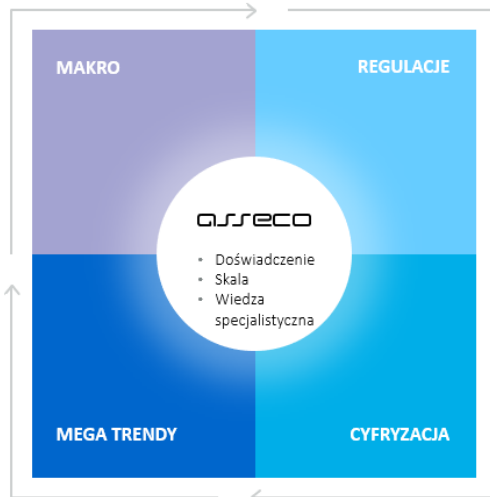 MAKRO
REGULACJE
asseco
• Doświadczenie
• Skala
• Wiedza
specjalistyczna
MEGA TRENDY
CYFRYZACJA